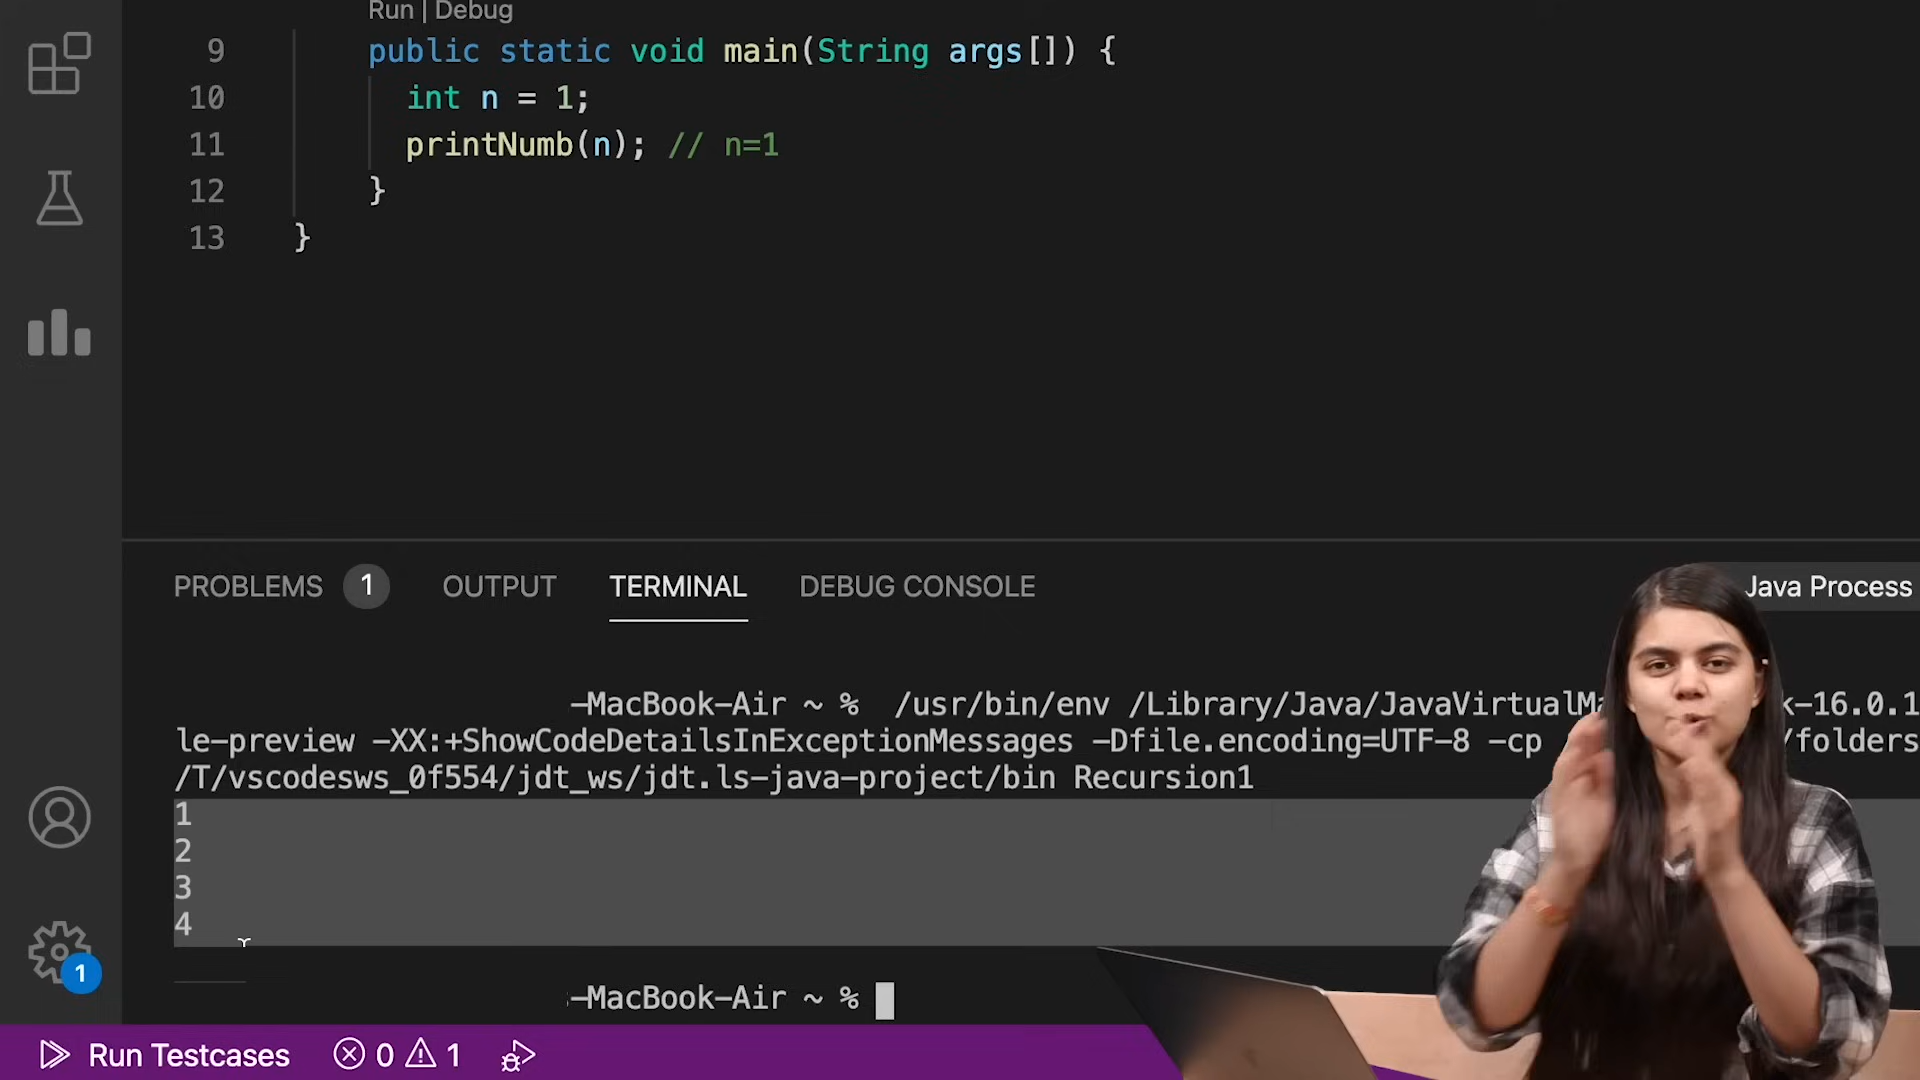 Run | Debug
9 public static void main(String args[]) {
10 int n = 1;
11 printNumb(n); // n=1
12 }
13 }
PROBLEMS 1 OUTPUT TERMINAL DEBUG CONSOLE Java Process
-MacBook-Air ~ % /usr/bin/env /Library/Java/JavaVirtualMa k-16.0.1
le-preview -XX:+ShowCodeDetailsInExceptionMessages -Dfile.encoding=UTF-8 -cp /folders
/T/vscodesws_0f554/jdt_ws/jdt.ls-java-project/bin Recursion1
1
2
3
4
-MacBook-Air ~ %
1
Run Testcases 0 1